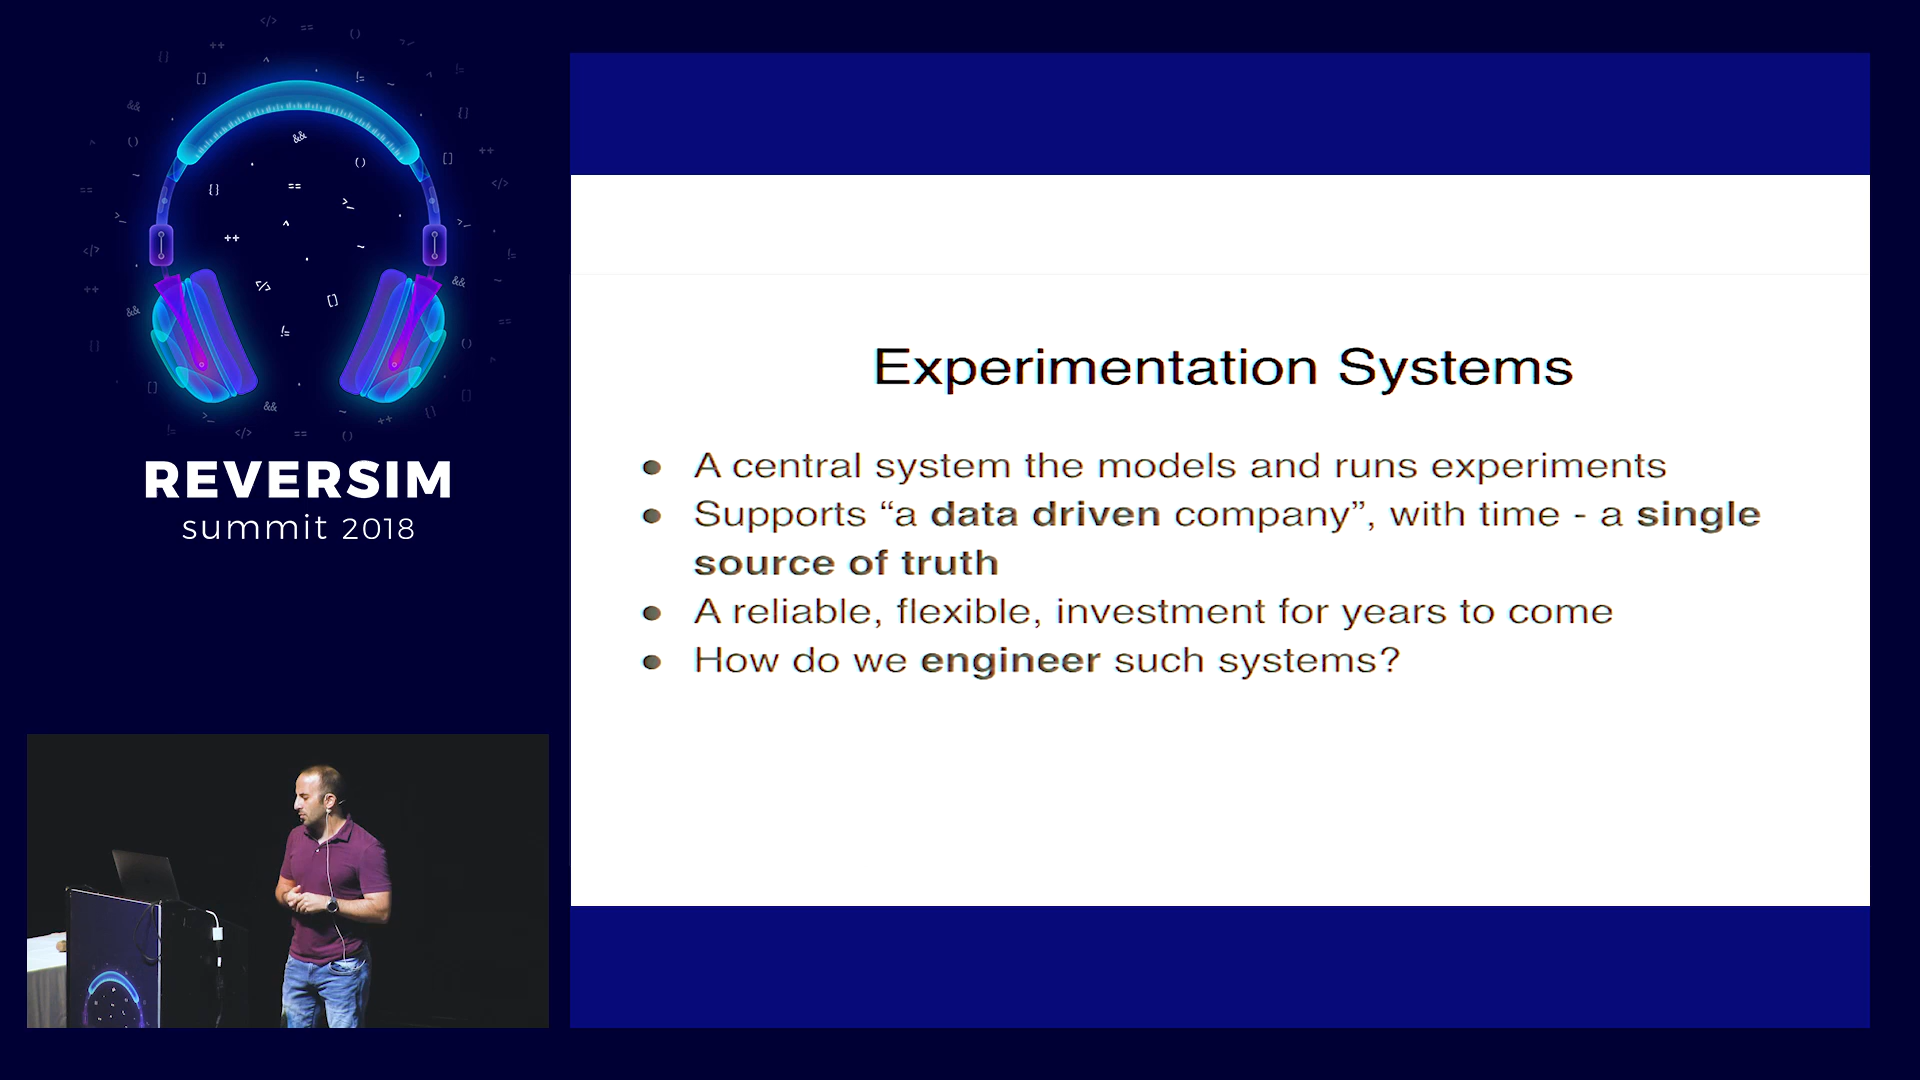 REVERSIM
summit 2018
Experimentation Systems
● A central system the models and runs experiments
● Supports “a data driven company”, with time - a single
source of truth
● A reliable, flexible, investment for years to come
● How do we engineer such systems?